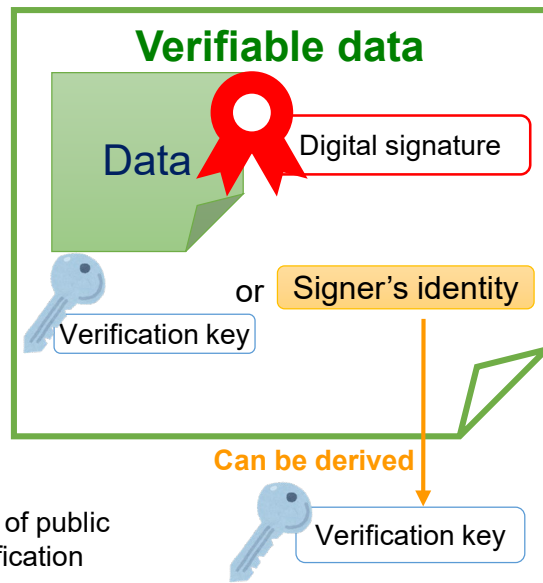 Verifiable data
Data
Digital signature
or
Signer's identity
Verification key
Can be derived
of public
fication
Verification key